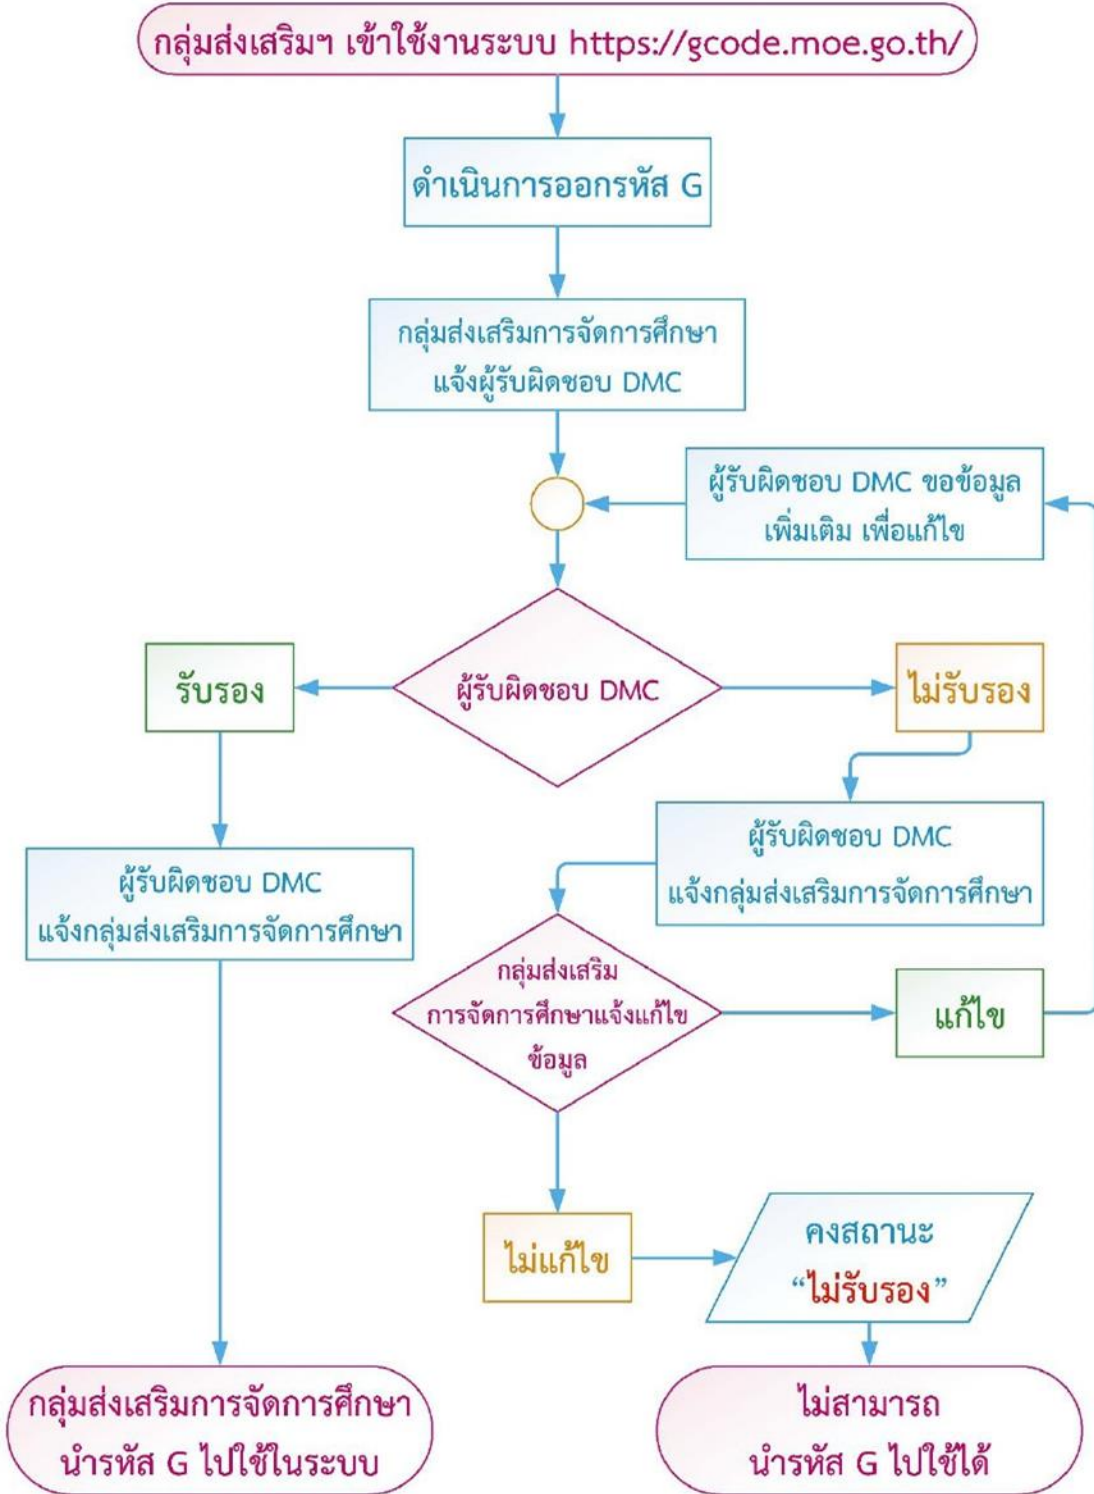 กลุ่มส่งเสริมฯ เข้าใช้งานระบบ https://gcode.moe.go.th/
ดำเนินการออกรหัส G
กลุ่มส่งเสริมการจัดการศึกษา
แจ้งผู้รับผิดชอบ DMC
ผู้รับผิดชอบ DMC ขอข้อมูล
เพิ่มเติม เพื่อแก้ไข
รับรอง
ผู้รับผิดชอบ DMC
ไม่รับรอง
ผู้รับผิดชอบ DMC
แจ้งกลุ่มส่งเสริมการจัดการศึกษา
ผู้รับผิดชอบ DMC
แจ้งกลุ่มส่งเสริมการจัดการศึกษา
กลุ่มส่งเสริม
การจัดการศึกษาแจ้งแก้ไข
ข้อมูล
แก้ไข
ไม่แก้ไข
คงสถานะ
“ไม่รับรอง”
กลุ่มส่งเสริมการจัดการศึกษา
นำรหัส G ไปใช้ในระบบ
ไม่สามารถ
นำรหัส G ไปใช้ได้